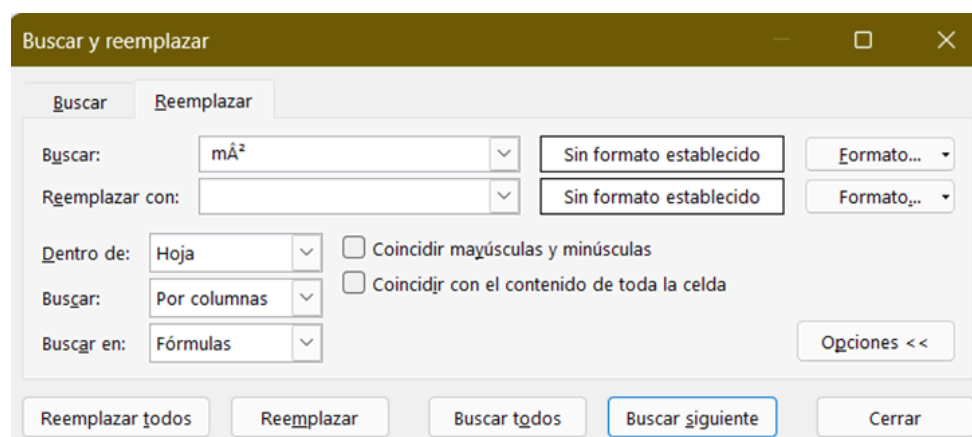 Buscar y reemplazar
Buscar Reemplazar
Buscar: mÂ² Sin formato establecido Formato...
Reemplazar con: Sin formato establecido Formato...
Dentro de: Hoja Coincidir mayúsculas y minúsculas
Coincidir con el contenido de toda la celda
Buscar: Por columnas
Buscar en: Fórmulas Opciones <<
Reemplazar todos Reemplazar Buscar todos Buscar siguiente Cerrar